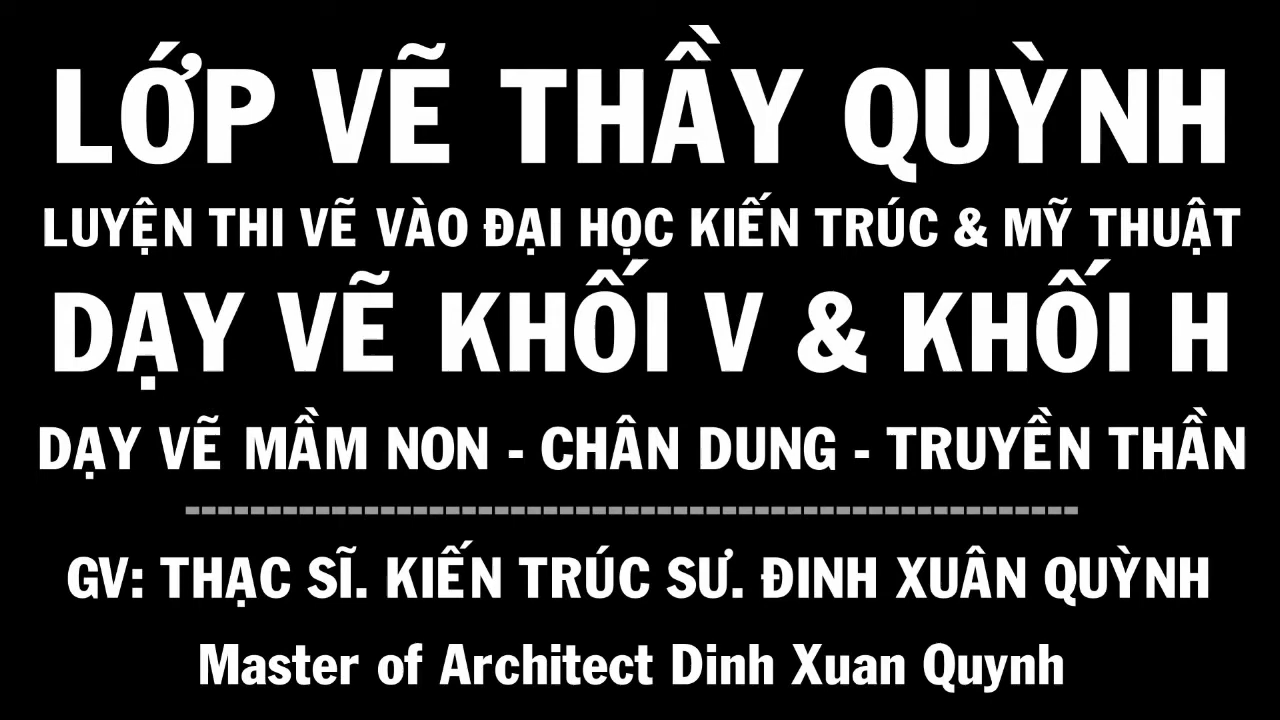 LỚP VẼ THẦY QUỲNH
LUYỆN THI VẼ VÀO ĐẠI HỌC KIẾN TRÚC & MỸ THUẬT
DẠY VẼ KHỐI V & KHỐI H
DẠY VẼ MẦM NON - CHÂN DUNG - TRUYỀN THẦN
-------------------------------------------------------
GV: THẠC SĨ. KIẾN TRÚC SƯ. ĐINH XUÂN QUỲNH
Master of Architect Dinh Xuan Quynh